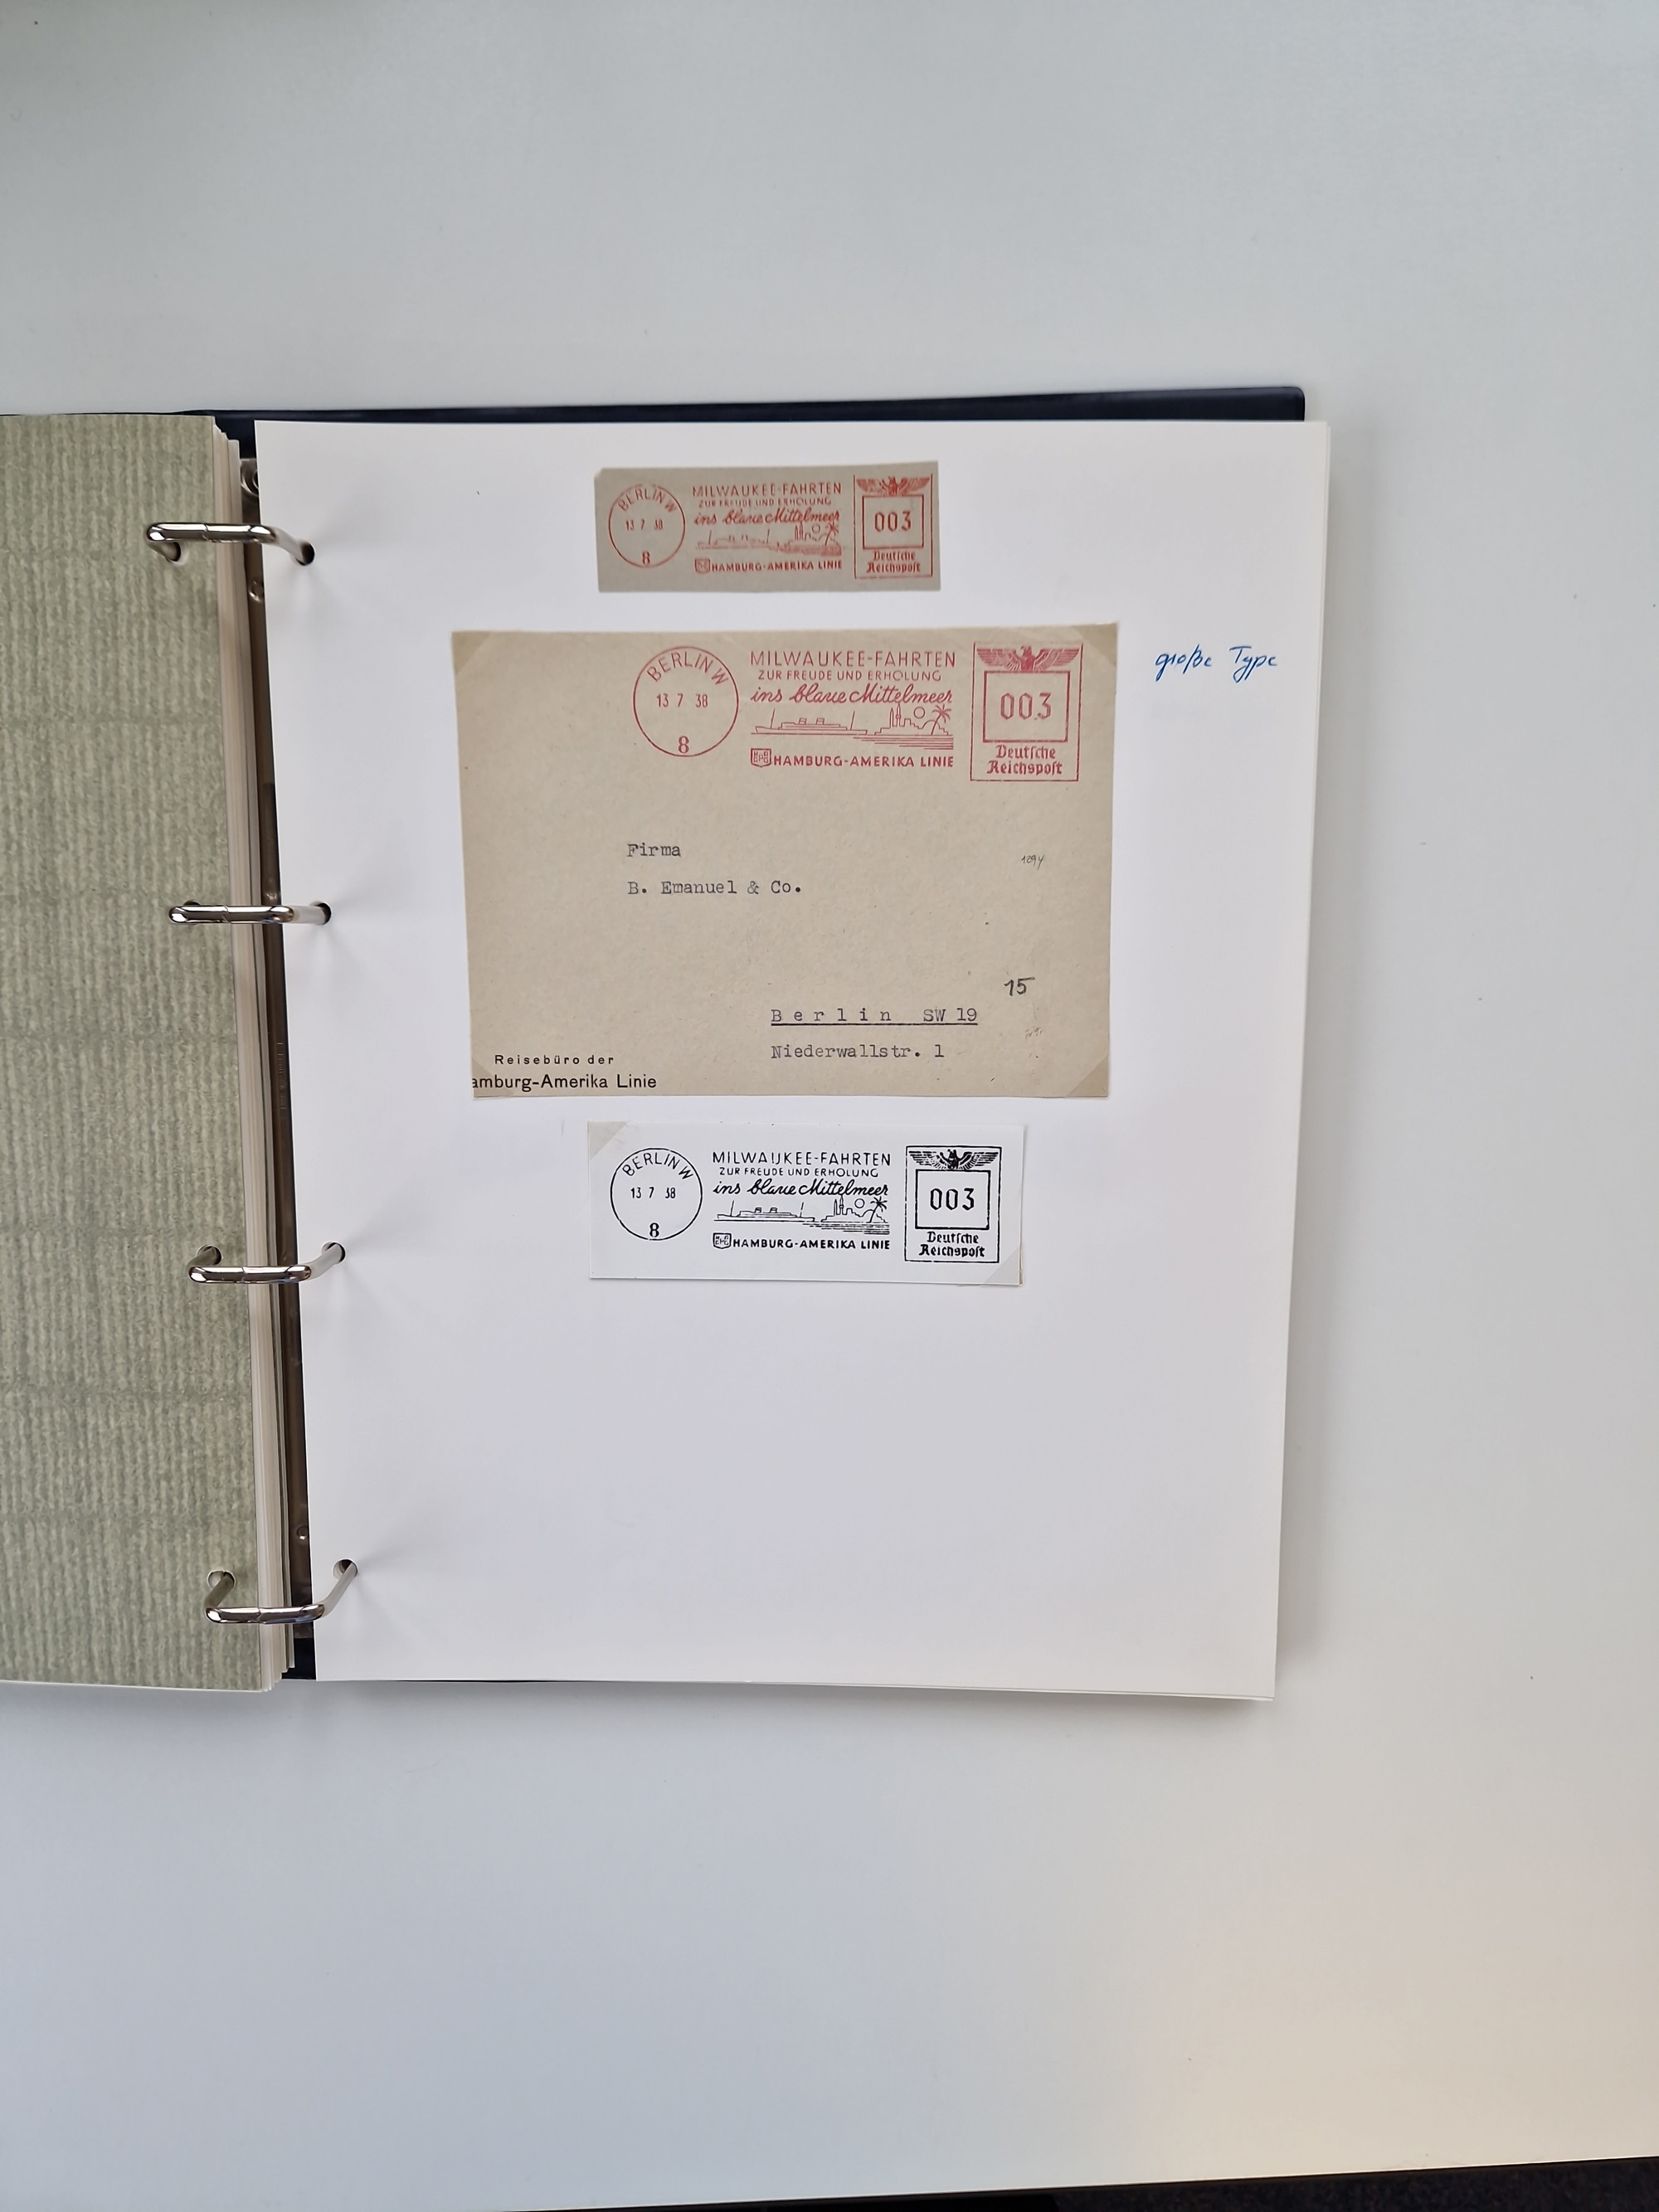 BERLIN W
13 7 38
8
MILWAUKEE-FAHRTEN
ZUR FREUDE UND ERHOLUNG
ins blaue Mittelmeer
HAMBURG-AMERIKA LINIE
003
Deutsche
Reichspost
BERLIN W
13 7 38
8
MILWAUKEE-FAHRTEN
ZUR FREUDE UND ERHOLUNG
ins blaue Mittelmeer
HAMBURG-AMERIKA LINIE
003
Deutsche
Reichspost
große Type
Firma
B. Emanuel & Co.
15
Berlin SW 19
Niederwallstr. 1
Reisebüro der
amburg-Amerika Linie
BERLIN W
13 7 38
8
MILWAUKEE-FAHRTEN
ZUR FREUDE UND ERHOLUNG
ins blaue Mittelmeer
HAMBURG-AMERIKA LINIE
003
Deutsche
Reichspost